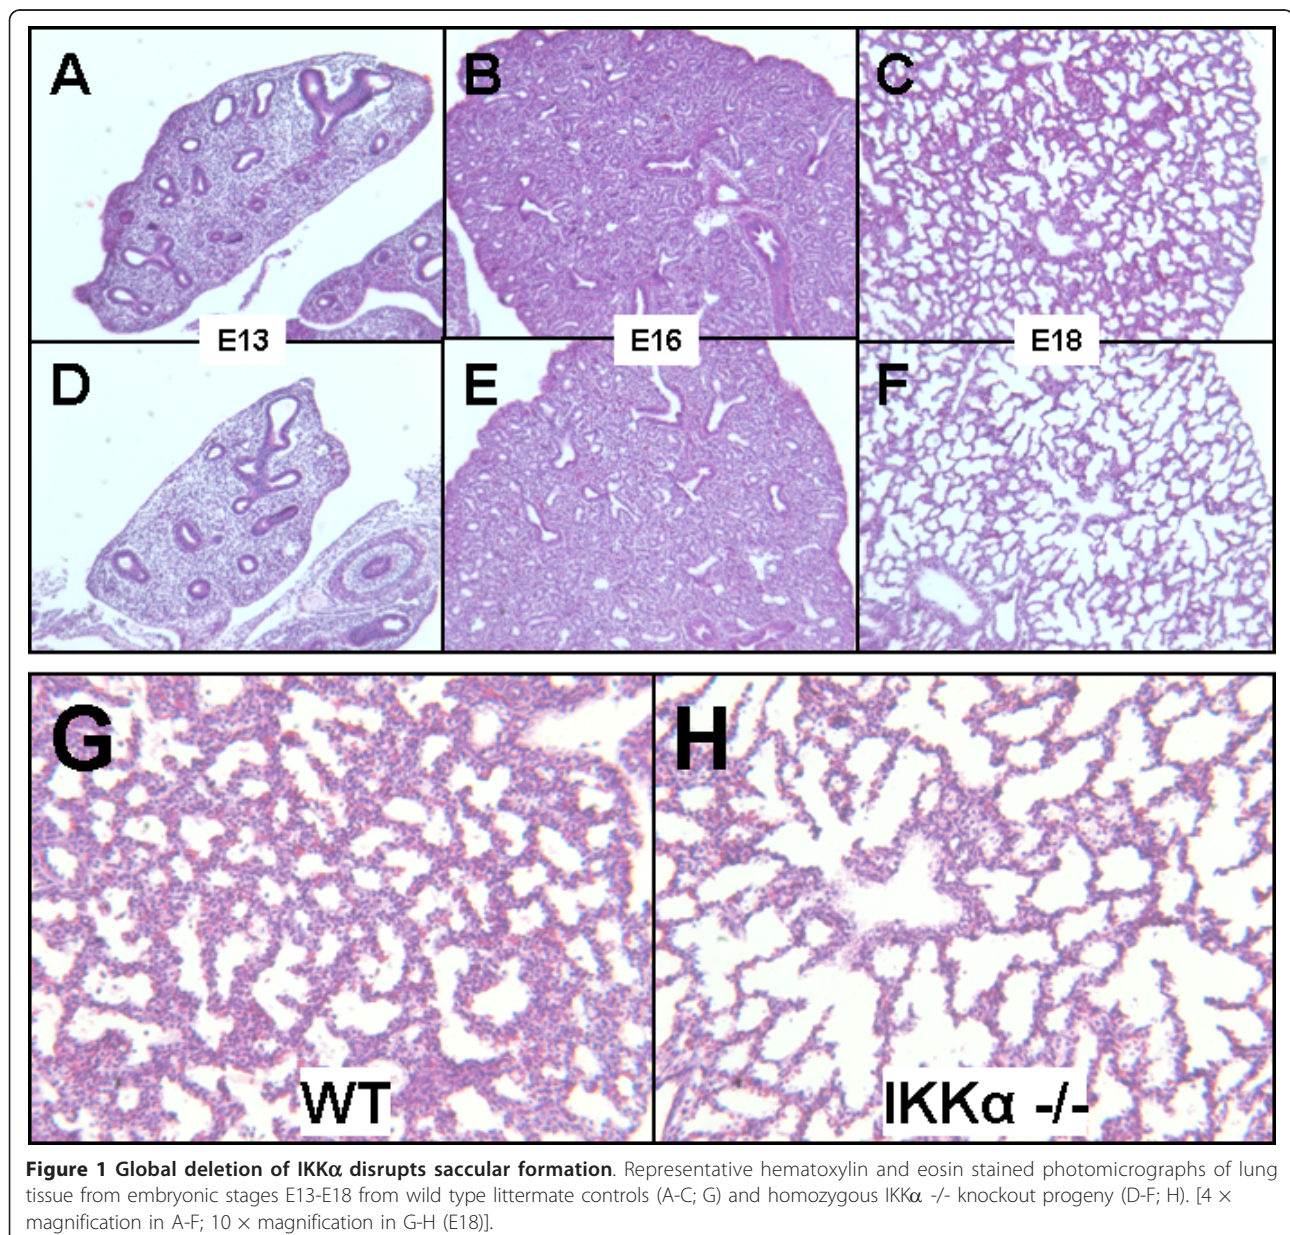 A
B
C
E13
E16
E18
D
E
F
G
H
WT
IKKα -/-
Figure 1 Global deletion of IKKα disrupts saccular formation. Representative hematoxylin and eosin stained photomicrographs of lung
tissue from embryonic stages E13-E18 from wild type littermate controls (A-C; G) and homozygous IKKα -/- knockout progeny (D-F; H). [4 ×
magnification in A-F; 10 × magnification in G-H (E18)].